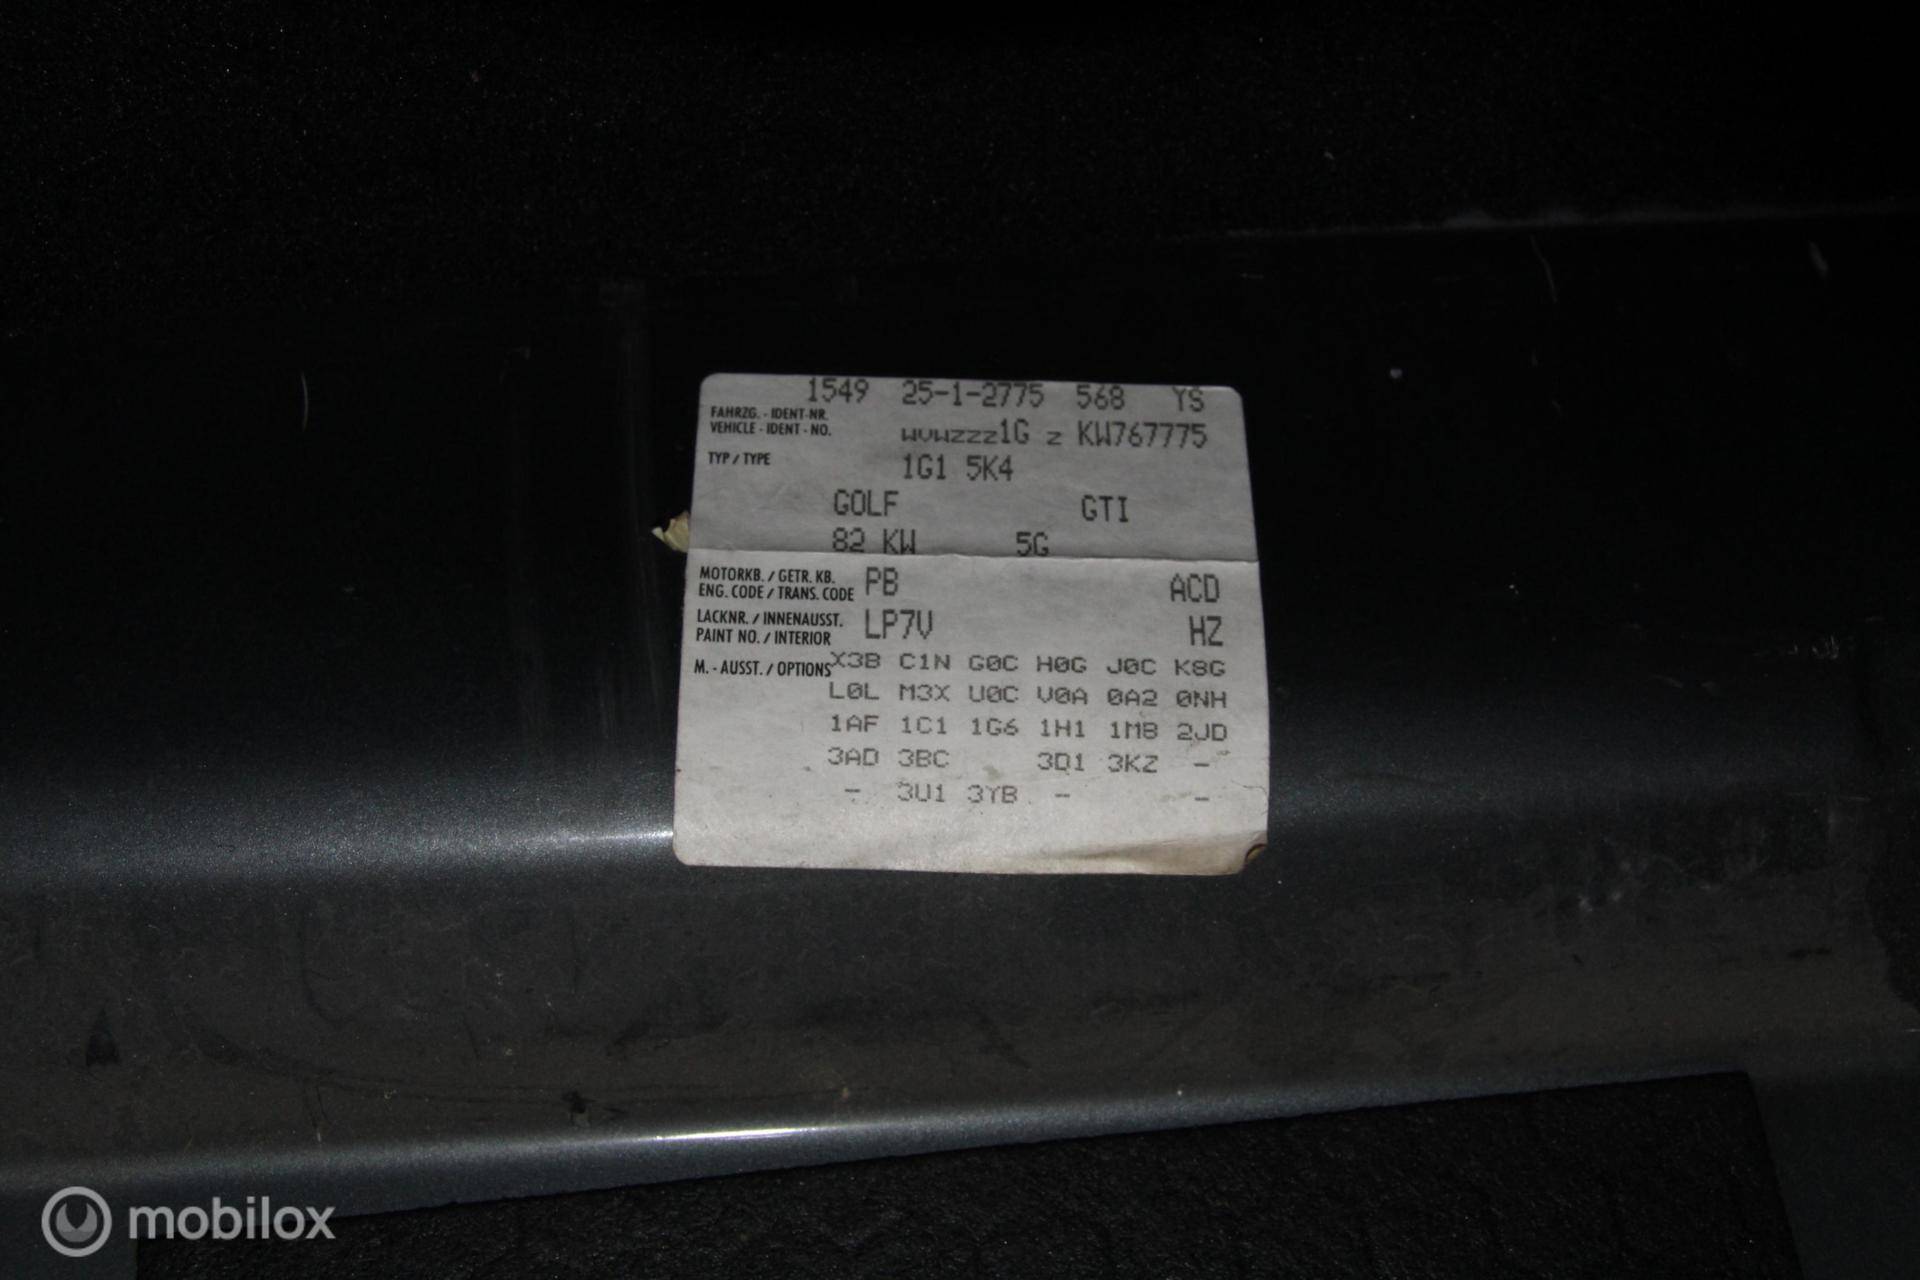 1549 25-1-2775 568 YS
FAHRZG. - IDENT-NR.
VEHICLE - IDENT - NO. WVWZZZ1G Z KW767775
TYP / TYPE 1G1 5K4
GOLF GTI
82 KW 5G
MOTORKB. / GETR. KB.
ENG. CODE / TRANS. CODE PB ACD
LACKNR. / INNENAUSST.
PAINT NO. / INTERIOR LP7V HZ
M. - AUSST. / OPTIONS X3B C1N G0C H0G J0C K8G
L0L M3X U0C V0A 0A2 0NH
1AF 1C1 1G6 1H1 1MB 2JD
3AD 3BC 3D1 3KZ -
- 3U1 3YB - -
mobilox